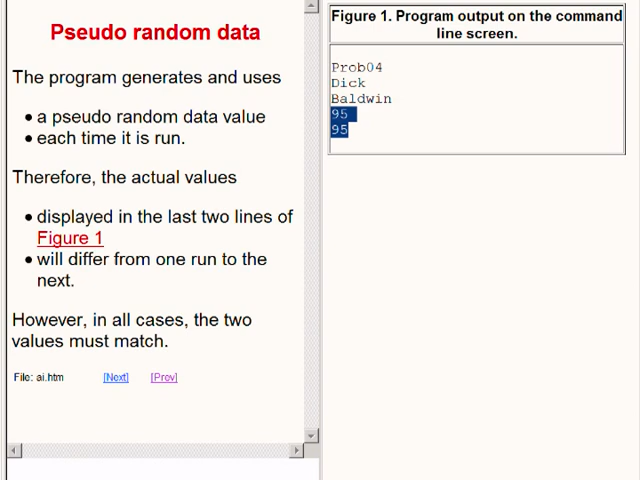 Pseudo random data
The program generates and uses
• a pseudo random data value
• each time it is run.
Therefore, the actual values
• displayed in the last two lines of
Figure 1
• will differ from one run to the
next.
However, in all cases, the two
values must match.
File: ai.htm [Next] [Prev]
Figure 1. Program output on the command
line screen.
Prob04
Dick
Baldwin
95
95